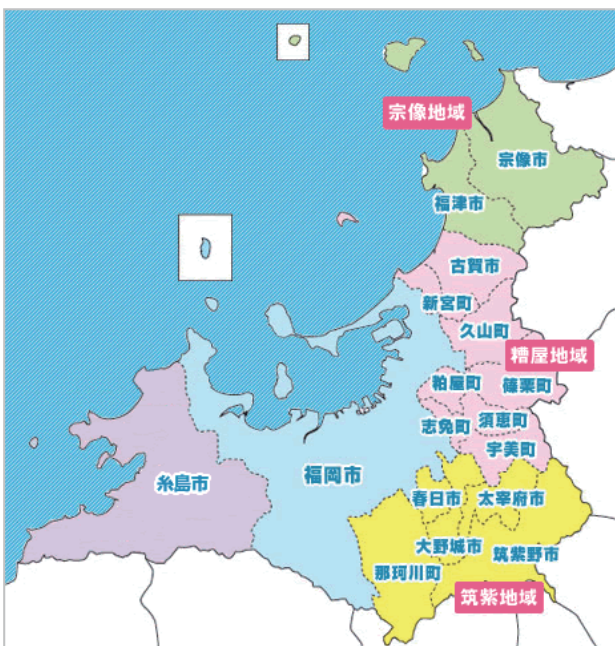 宗像地域
宗像市
福津市
古賀市
新宮町
久山町
糟屋地域
粕屋町
篠栗町
志免町
須恵町
宇美町
糸島市
福岡市
春日市
太宰府市
大野城市
筑紫野市
那珂川町
筑紫地域